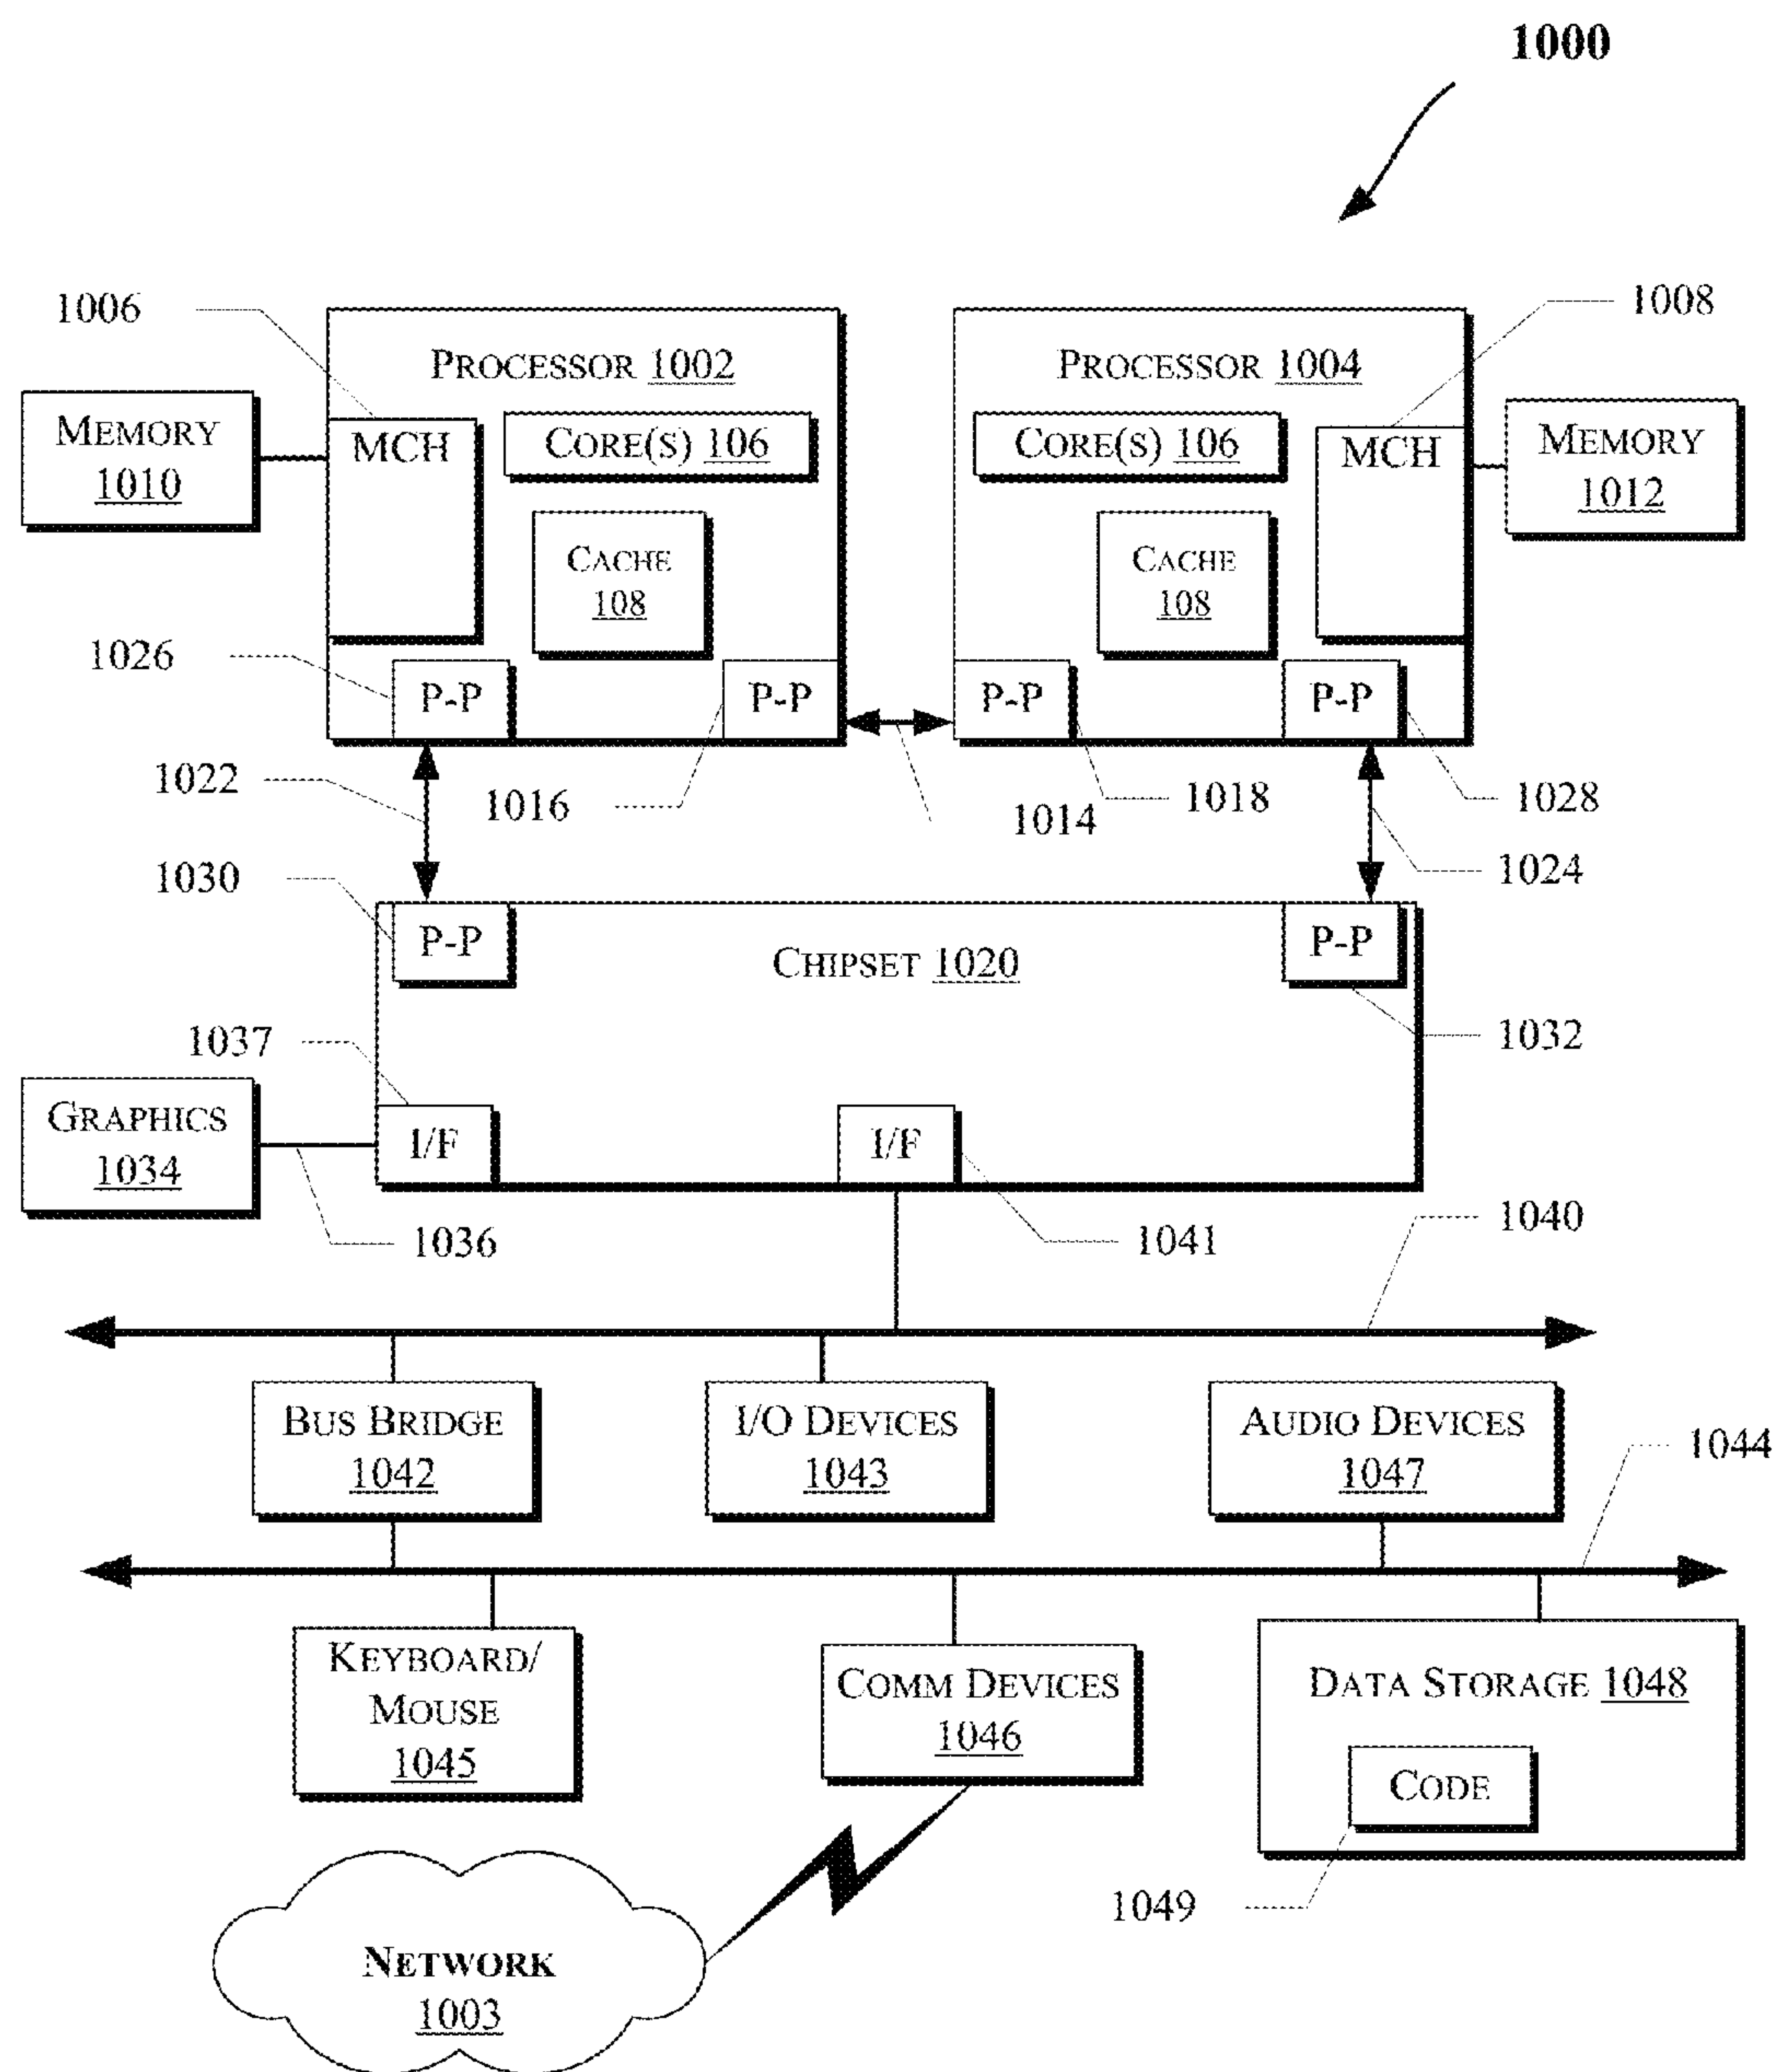 1000
1006
1008
PROCESSOR 1002
PROCESSOR 1004
MEMORY
1010
MCH
CORE(S) 106
CORE(S) 106
MCH
MEMORY
1012
CACHE
108
CACHE
108
1026
P-P
P-P
P-P
P-P
1022
1016
1014
1018
1028
1024
1030
P-P
CHIPSET 1020
P-P
1032
1037
GRAPHICS
1034
I/F
I/F
1036
1041
1040
BUS BRIDGE
1042
I/O DEVICES
1043
AUDIO DEVICES
1047
1044
KEYBOARD/
MOUSE
1045
COMM DEVICES
1046
DATA STORAGE 1048
CODE
1049
NETWORK
1003